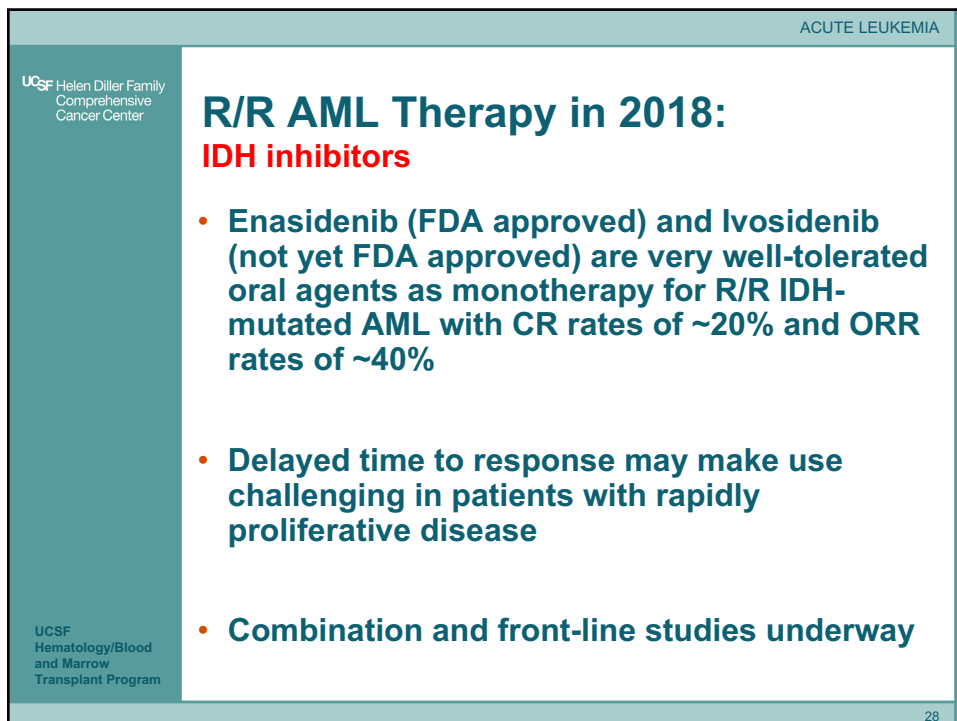 ACUTE LEUKEMIA
UCSF Helen Diller Family
Comprehensive
Cancer Center
R/R AML Therapy in 2018:
IDH inhibitors
• Enasidenib (FDA approved) and Ivosidenib
(not yet FDA approved) are very well-tolerated
oral agents as monotherapy for R/R IDH-
mutated AML with CR rates of ~20% and ORR
rates of ~40%
• Delayed time to response may make use
challenging in patients with rapidly
proliferative disease
• Combination and front-line studies underway
UCSF
Hematology/Blood
and Marrow
Transplant Program
28